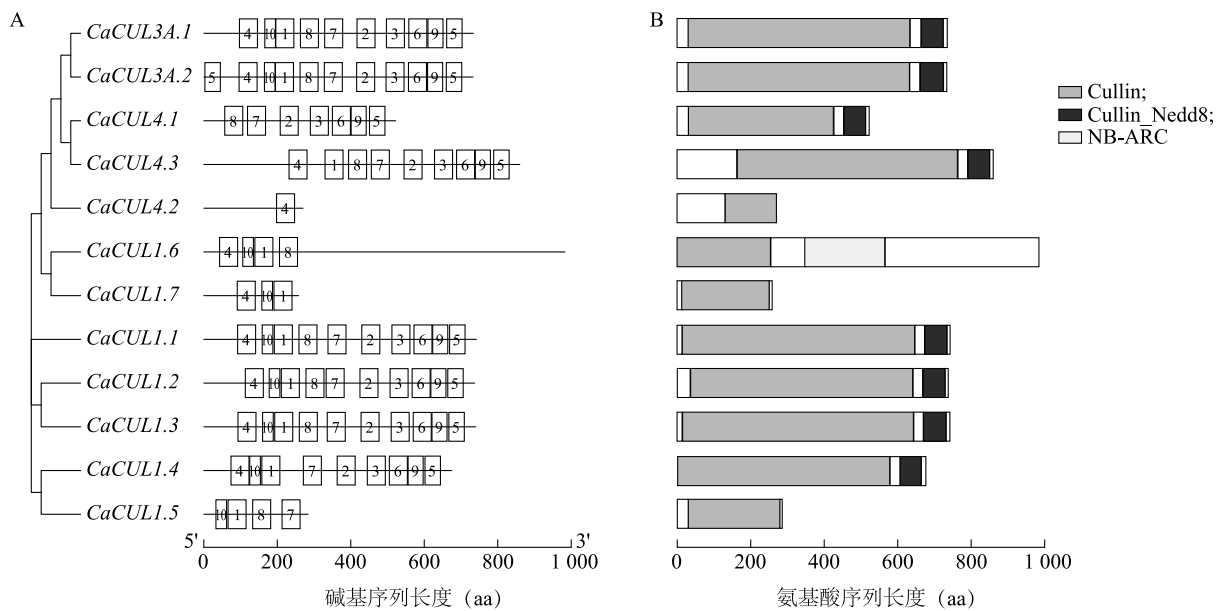 A
B
CaCUL3A.1 4 10 1 8 7 2 3 6 9 5
CaCUL3A.2 5 4 10 1 8 7 2 3 6 9 5
CaCUL4.1 8 7 2 3 6 9 5
CaCUL4.3 4 1 8 7 2 3 6 9 5
CaCUL4.2 4
CaCUL1.6 4 10 1 8
CaCUL1.7 4 10 1
CaCUL1.1 4 10 1 8 7 2 3 6 9 5
CaCUL1.2 4 10 1 8 7 2 3 6 9 5
CaCUL1.3 4 10 1 8 7 2 3 6 9 5
CaCUL1.4 4 10 1 7 2 3 6 9 5
CaCUL1.5 10 1 8 7
5' 3'
0 200 400 600 800 1 000
碱基序列长度（aa）
Cullin;
Cullin_Nedd8;
NB-ARC
0 200 400 600 800 1 000
氨基酸序列长度（aa）